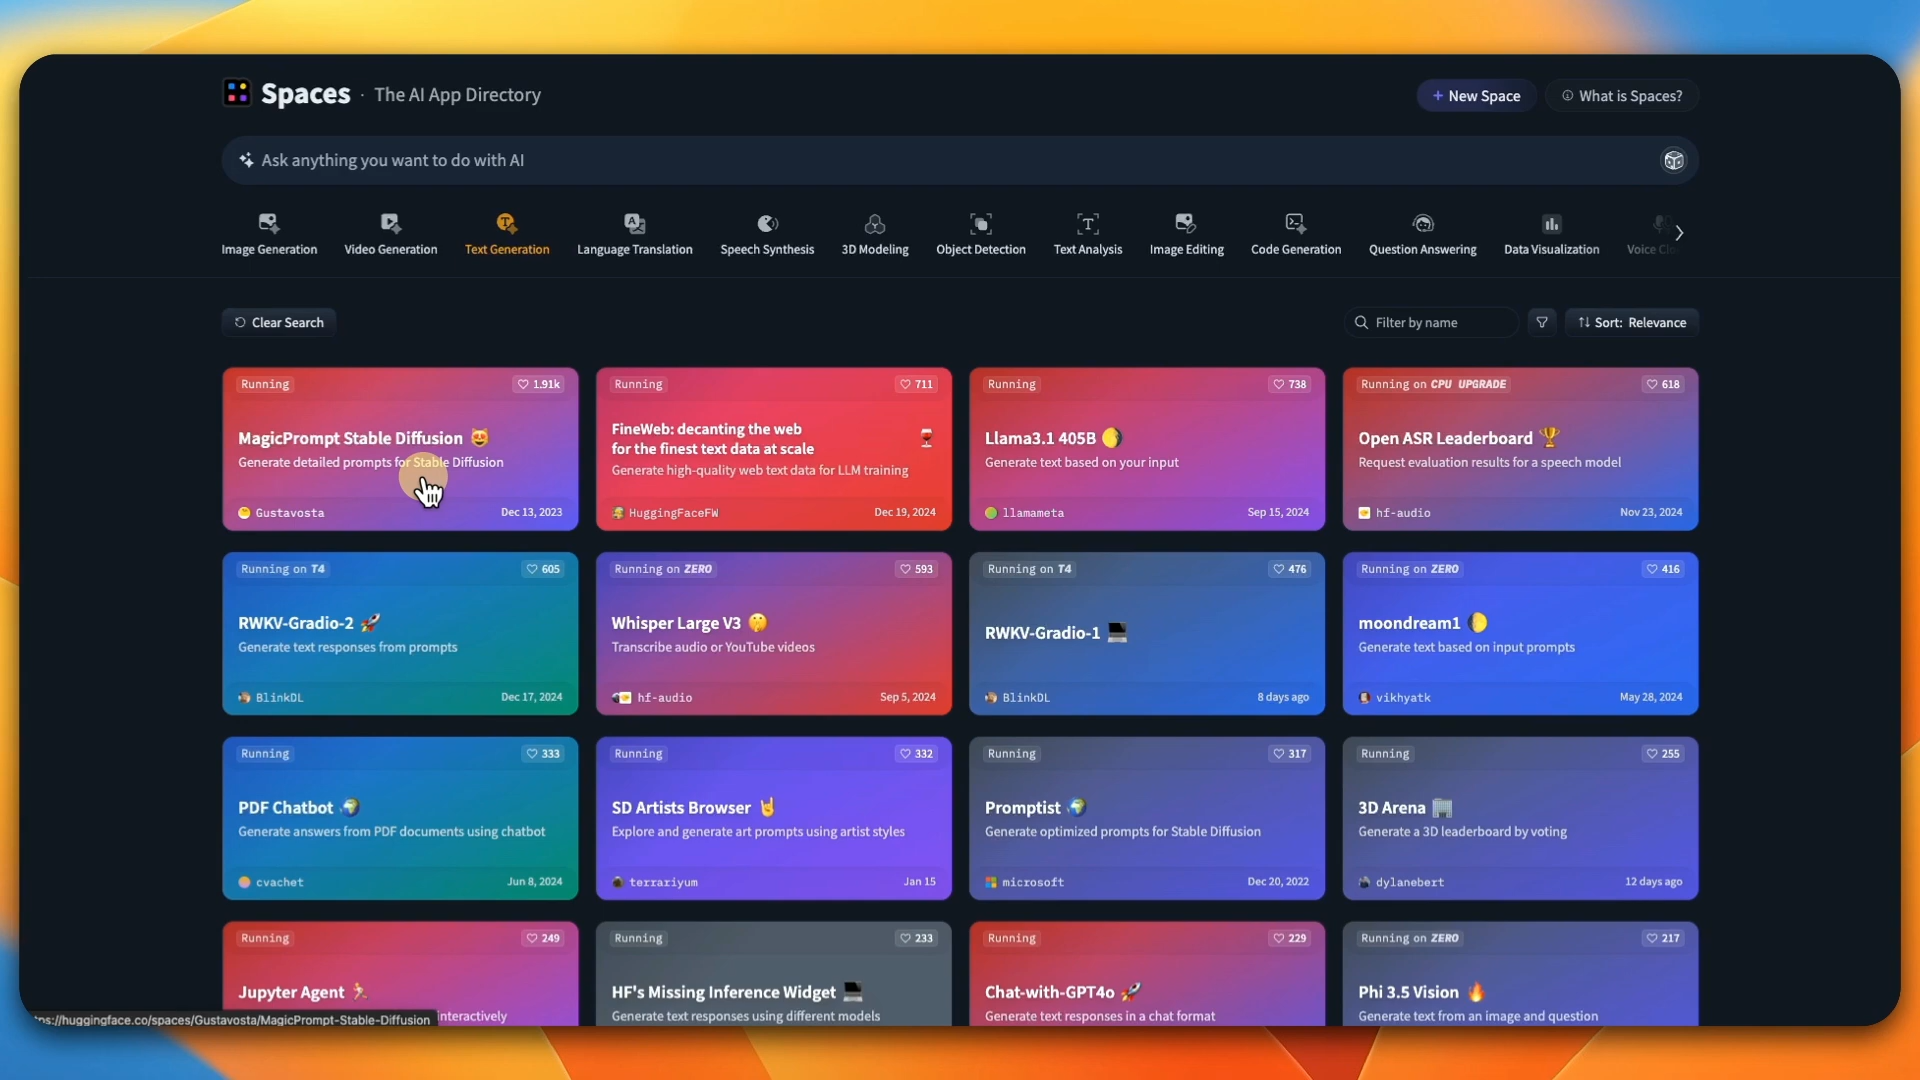 Spaces · The AI App Directory
+ New Space
What is Spaces?
Ask anything you want to do with AI
Image Generation
Video Generation
Text Generation
Language Translation
Speech Synthesis
3D Modeling
Object Detection
Text Analysis
Image Editing
Code Generation
Question Answering
Data Visualization
Voice
Clear Search
Filter by name
Sort: Relevance
Running
1.91k
MagicPrompt Stable Diffusion
Generate detailed prompts for Stable Diffusion
Gustavosta
Dec 13, 2023
Running
711
FineWeb: decanting the web
for the finest text data at scale
Generate high-quality web text data for LLM training
HuggingFaceFW
Dec 19, 2024
Running
738
Llama3.1 405B
Generate text based on your input
llamameta
Sep 15, 2024
Running on CPU UPGRADE
618
Open ASR Leaderboard
Request evaluation results for a speech model
hf-audio
Nov 23, 2024
Running on T4
605
RWKV-Gradio-2
Generate text responses from prompts
BlinkDL
Dec 17, 2024
Running on ZERO
593
Whisper Large V3
Transcribe audio or YouTube videos
hf-audio
Sep 5, 2024
Running on T4
476
RWKV-Gradio-1
BlinkDL
8 days ago
Running on ZERO
416
moondream1
Generate text based on input prompts
vikhyatk
May 28, 2024
Running
333
PDF Chatbot
Generate answers from PDF documents using chatbot
cvachet
Jun 8, 2024
Running
332
SD Artists Browser
Explore and generate art prompts using artist styles
terrariyum
Jan 15
Running
317
Promptist
Generate optimized prompts for Stable Diffusion
microsoft
Dec 20, 2022
Running
255
3D Arena
Generate a 3D leaderboard by voting
dylanebert
12 days ago
Running
249
Jupyter Agent
interactively
Running
233
HF's Missing Inference Widget
Generate text responses using different models
Running
229
Chat-with-GPT4o
Generate text responses in a chat format
Running on ZERO
217
Phi 3.5 Vision
Generate text from an image and question
tps://huggingface.co/spaces/Gustavosta/MagicPrompt-Stable-Diffusion